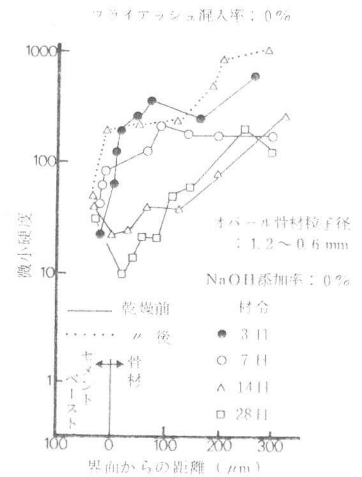 フライアッシュ混入率：0%
1000
100
10
1
微小硬度
オパール骨材粒子径
：1.2～0.6mm
NaOH添加率：0%
乾燥前
〃 後
材令
3日
7日
14日
28日
セメント
ペースト
骨材
100 0 100 200 300
界面からの距離 (μm)